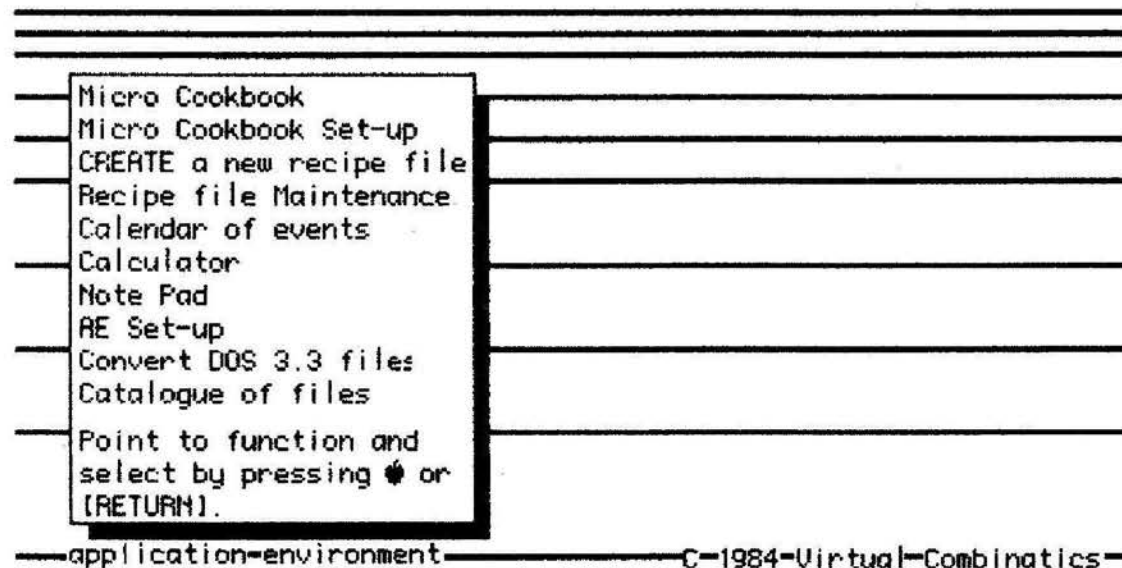 Micro Cookbook
Micro Cookbook Set-up
CREATE a new recipe file
Recipe file Maintenance
Calendar of events
Calculator
Note Pad
AE Set-up
Convert DOS 3.3 files
Catalogue of files
Point to function and
select by pressing  or
[RETURN].
application-environment C-1984-Virtual-Combinatics